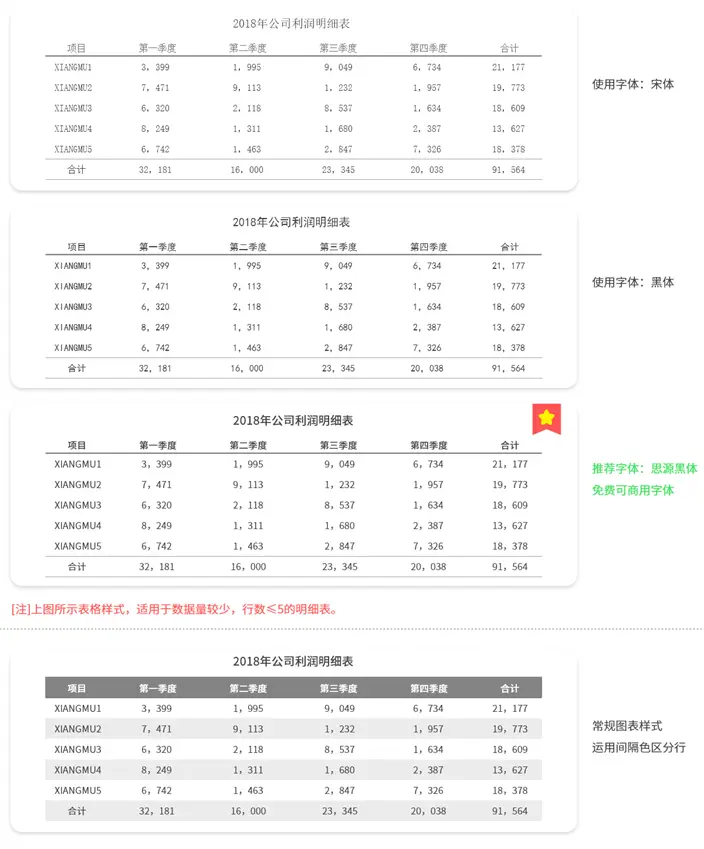 2018年公司利润明细表
项目 第一季度 第二季度 第三季度 第四季度 合计
XIANGMU1 3，399 1，995 9，049 6，734 21，177
XIANGMU2 7，471 9，113 1，232 1，957 19，773
XIANGMU3 6，320 2，118 8，537 1，634 18，609
XIANGMU4 8，249 1，311 1，680 2，387 13，627
XIANGMU5 6，742 1，463 2，847 7，326 18，378
合计 32，181 16，000 23，345 20，038 91，564
使用字体：宋体
2018年公司利润明细表
项目 第一季度 第二季度 第三季度 第四季度 合计
XIANGMU1 3，399 1，995 9，049 6，734 21，177
XIANGMU2 7，471 9，113 1，232 1，957 19，773
XIANGMU3 6，320 2，118 8，537 1，634 18，609
XIANGMU4 8，249 1，311 1，680 2，387 13，627
XIANGMU5 6，742 1，463 2，847 7，326 18，378
合计 32，181 16，000 23，345 20，038 91，564
使用字体：黑体
2018年公司利润明细表
项目 第一季度 第二季度 第三季度 第四季度 合计
XIANGMU1 3，399 1，995 9，049 6，734 21，177
XIANGMU2 7，471 9，113 1，232 1，957 19，773
XIANGMU3 6，320 2，118 8，537 1，634 18，609
XIANGMU4 8，249 1，311 1，680 2，387 13，627
XIANGMU5 6，742 1，463 2，847 7，326 18，378
合计 32，181 16，000 23，345 20，038 91，564
推荐字体：思源黑体
免费可商用字体
[注]上图所示表格样式，适用于数据量较少，行数≤5的明细表。
2018年公司利润明细表
项目 第一季度 第二季度 第三季度 第四季度 合计
XIANGMU1 3，399 1，995 9，049 6，734 21，177
XIANGMU2 7，471 9，113 1，232 1，957 19，773
XIANGMU3 6，320 2，118 8，537 1，634 18，609
XIANGMU4 8，249 1，311 1，680 2，387 13，627
XIANGMU5 6，742 1，463 2，847 7，326 18，378
合计 32，181 16，000 23，345 20，038 91，564
常规图表样式
运用间隔色区分行